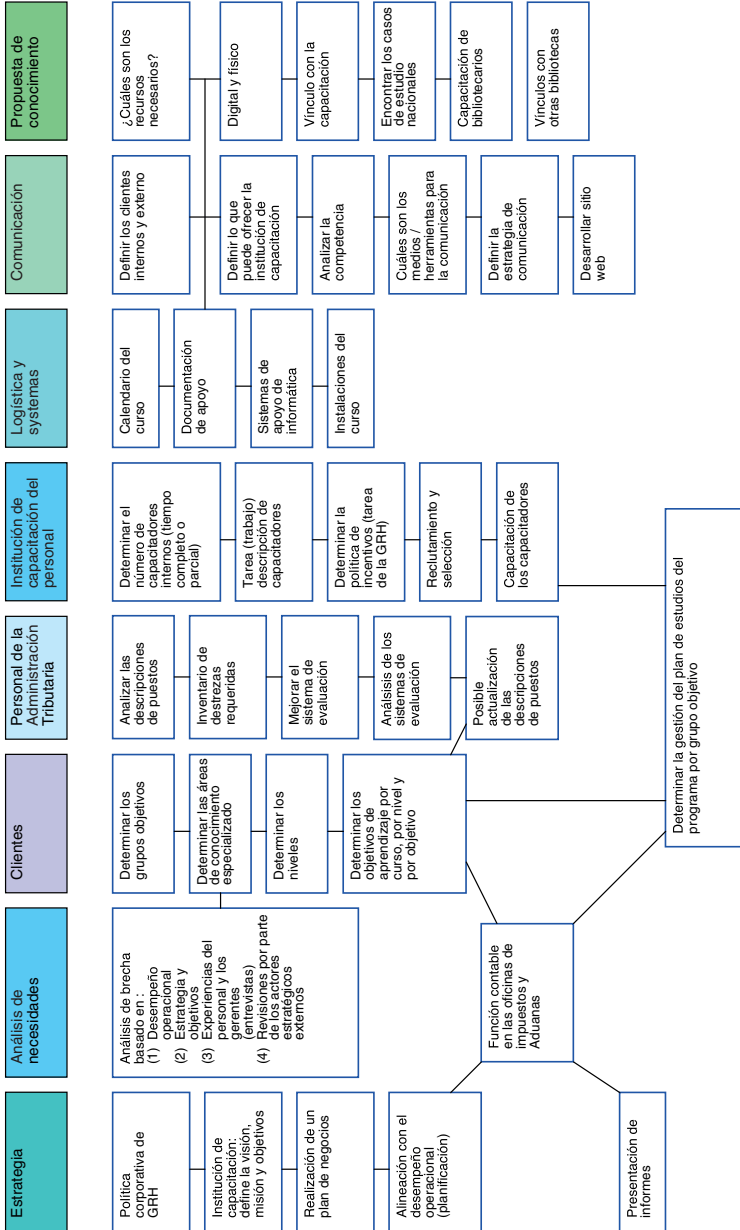 Estrategia
Política
corporativa de
GRH
Institución de
capacitación:
define la visión,
misión y objetivos
Realización de un
plan de negocios
Alineación con el
desempeño
operacional
(planificación)
Presentación de
informes
Análisis de
necesidades
Análisis de brecha
basado en :
(1) Desempeño
operacional
(2) Estrategia y
objetivos
(3) Experiencias del
personal y los
gerentes
(entrevistas)
(4) Revisiones por parte
de los actores
estratégicos
externos
Función contable
en las oficinas de
impuestos y
Aduanas
Clientes
Determinar los
grupos objetivos
Determinar las áreas
de conocimiento
especializado
Determinar los
niveles
Determinar los
objetivos de
aprendizaje por
curso, por nivel y
por objetivo
Personal de la
Administración
Tributaria
Analizar las
descripciones
de puestos
Inventario de
destrezas
requeridas
Mejorar el
sistema de
evaluación
Análsisis de los
sistemas de
evaluación
Posible
actualización
de las
descripciones
de puestos
Determinar la gestión del plan de estudios del
programa por grupo objetivo
Institución de
capacitación del
personal
Determinar el
número de
capacitadores
internos (tiempo
completo o
parcial)
Tarea (trabajo)
descripción de
capacitadores
Determinar la
política de
incentivos (tarea
de la GRH)
Reclutamiento y
selección
Capacitación de
los capacitadores
Logística y
systemas
Calendario del
curso
Documentación
de apoyo
Sistemas de
apoyo de
informática
Instalaciones del
curso
Comunicación
Definir los clientes
internos y externo
Definir lo que
puede ofrecer la
institución de
capacitación
Analizar la
competencia
Cuáles son los
medios /
herramientas para
la comunicación
Definir la
estrategia de
comunicación
Desarrollar sitio
web
Propuesta de
conocimiento
¿Cuáles son los
recursos
necesarios?
Digital y físico
Vínculo con la
capacitación
Encontrar los casos
de estudio
nacionales
Capacitación de
bibliotecarios
Vínculos con
otras bibliotecas